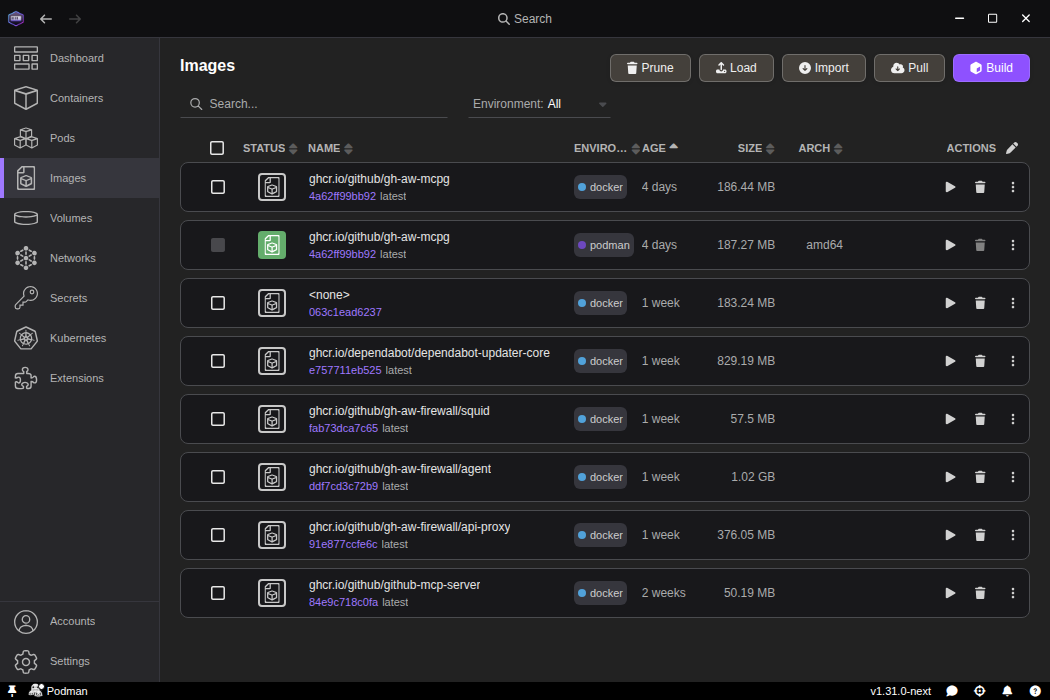 Search
Dashboard
Containers
Pods
Images
Volumes
Networks
Secrets
Kubernetes
Extensions
Accounts
Settings
Images
Prune
Load
Import
Pull
Build
Search...
Environment: All
STATUS NAME ENVIRO... AGE SIZE ARCH ACTIONS
ghcr.io/github/gh-aw-mcpg
4a62ff99bb92 latest
docker 4 days 186.44 MB
ghcr.io/github/gh-aw-mcpg
4a62ff99bb92 latest
podman 4 days 187.27 MB amd64
<none>
063c1ead6237
docker 1 week 183.24 MB
ghcr.io/dependabot/dependabot-updater-core
e757711eb525 latest
docker 1 week 829.19 MB
ghcr.io/github/gh-aw-firewall/squid
fab73dca7c65 latest
docker 1 week 57.5 MB
ghcr.io/github/gh-aw-firewall/agent
ddf7cd3c72b9 latest
docker 1 week 1.02 GB
ghcr.io/github/gh-aw-firewall/api-proxy
91e877ccfe6c latest
docker 1 week 376.05 MB
ghcr.io/github/github-mcp-server
84e9c718c0fa latest
docker 2 weeks 50.19 MB
Podman
v1.31.0-next